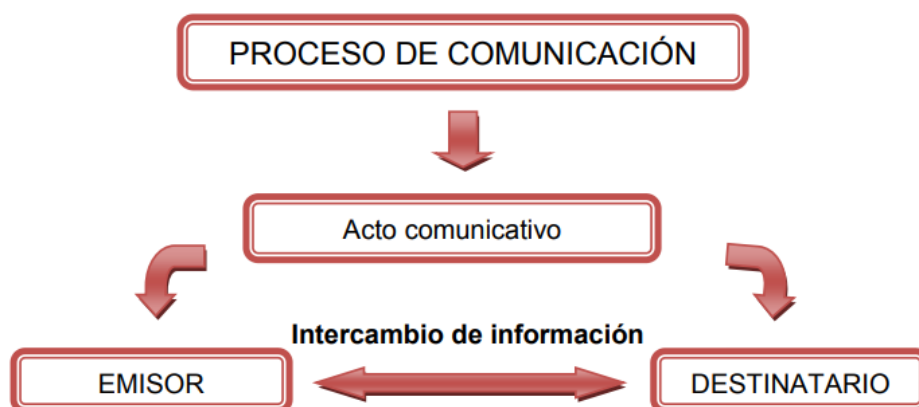 PROCESO DE COMUNICACIÓN
Acto comunicativo
Intercambio de información
EMISOR
DESTINATARIO